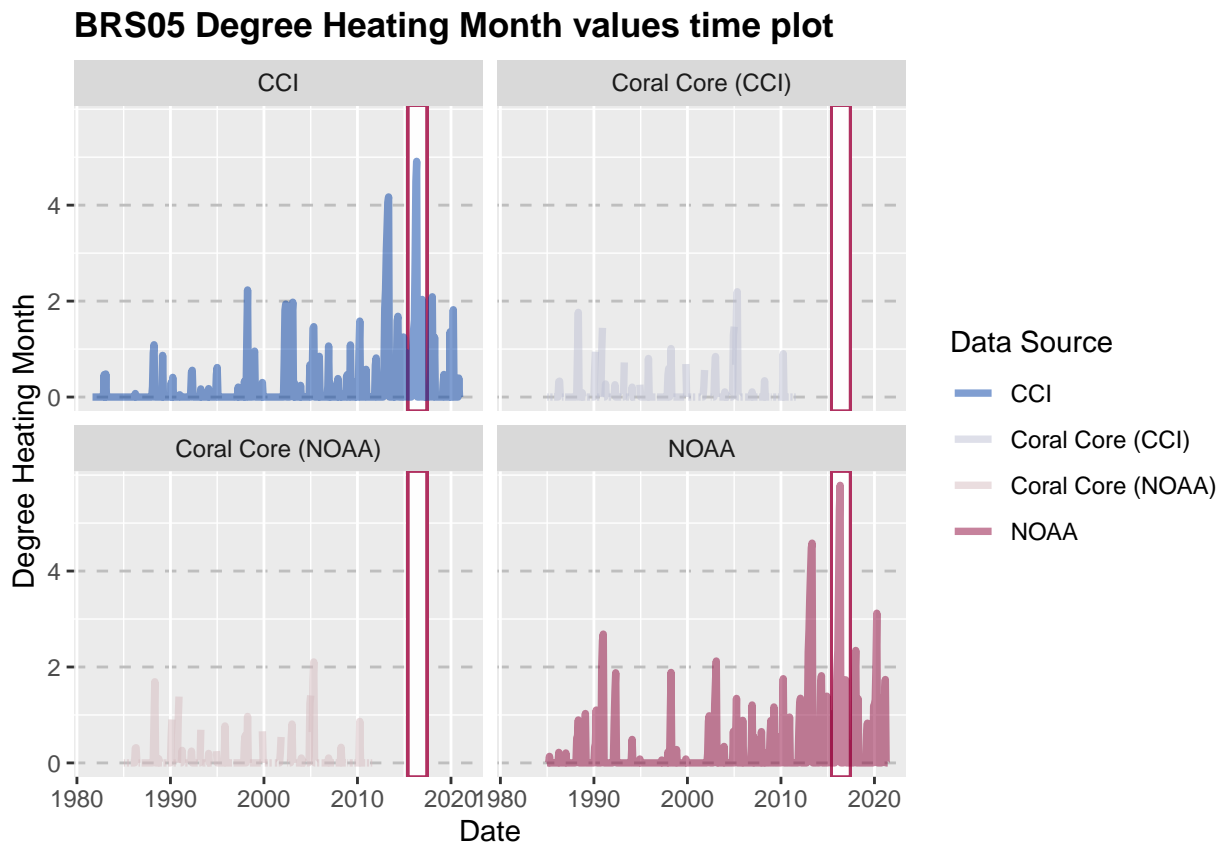 BRS05 Degree Heating Month values time plot
CCI
Coral Core (CCI)
4
2
0
Coral Core (NOAA)
NOAA
4
2
0
1980 1990 2000 2010 2020
1980 1990 2000 2010 2020
Date
Degree Heating Month
Data Source
CCI
Coral Core (CCI)
Coral Core (NOAA)
NOAA